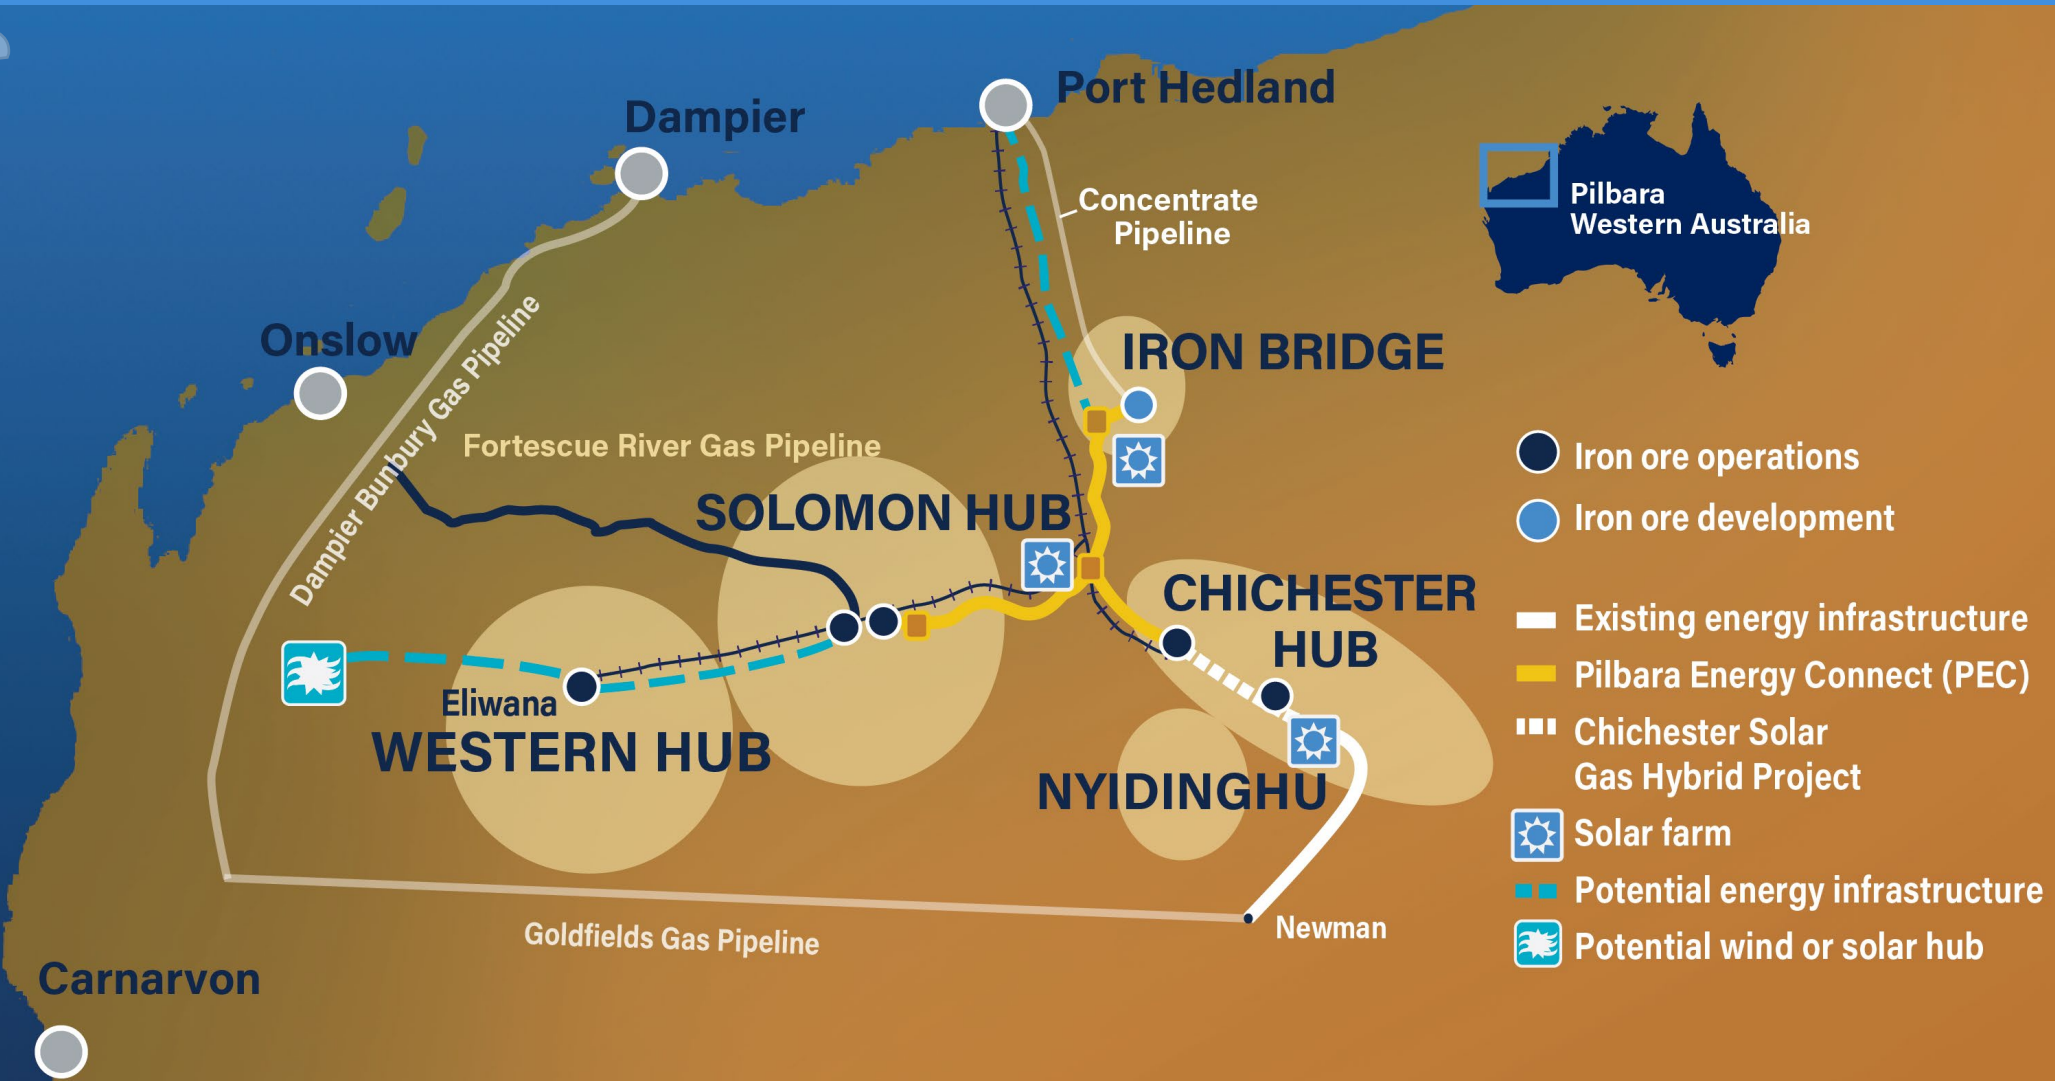 Port Hedland
Dampier
Concentrate
Pipeline
Pilbara
Western Australia
Onslow
Dampier Bunbury Gas Pipeline
IRON BRIDGE
Fortescue River Gas Pipeline
SOLOMON HUB
CHICHESTER
HUB
Eliwana
WESTERN HUB
NYIDINGHU
Newman
Goldfields Gas Pipeline
Carnarvon
Iron ore operations
Iron ore development
Existing energy infrastructure
Pilbara Energy Connect (PEC)
Chichester Solar
Gas Hybrid Project
Solar farm
Potential energy infrastructure
Potential wind or solar hub